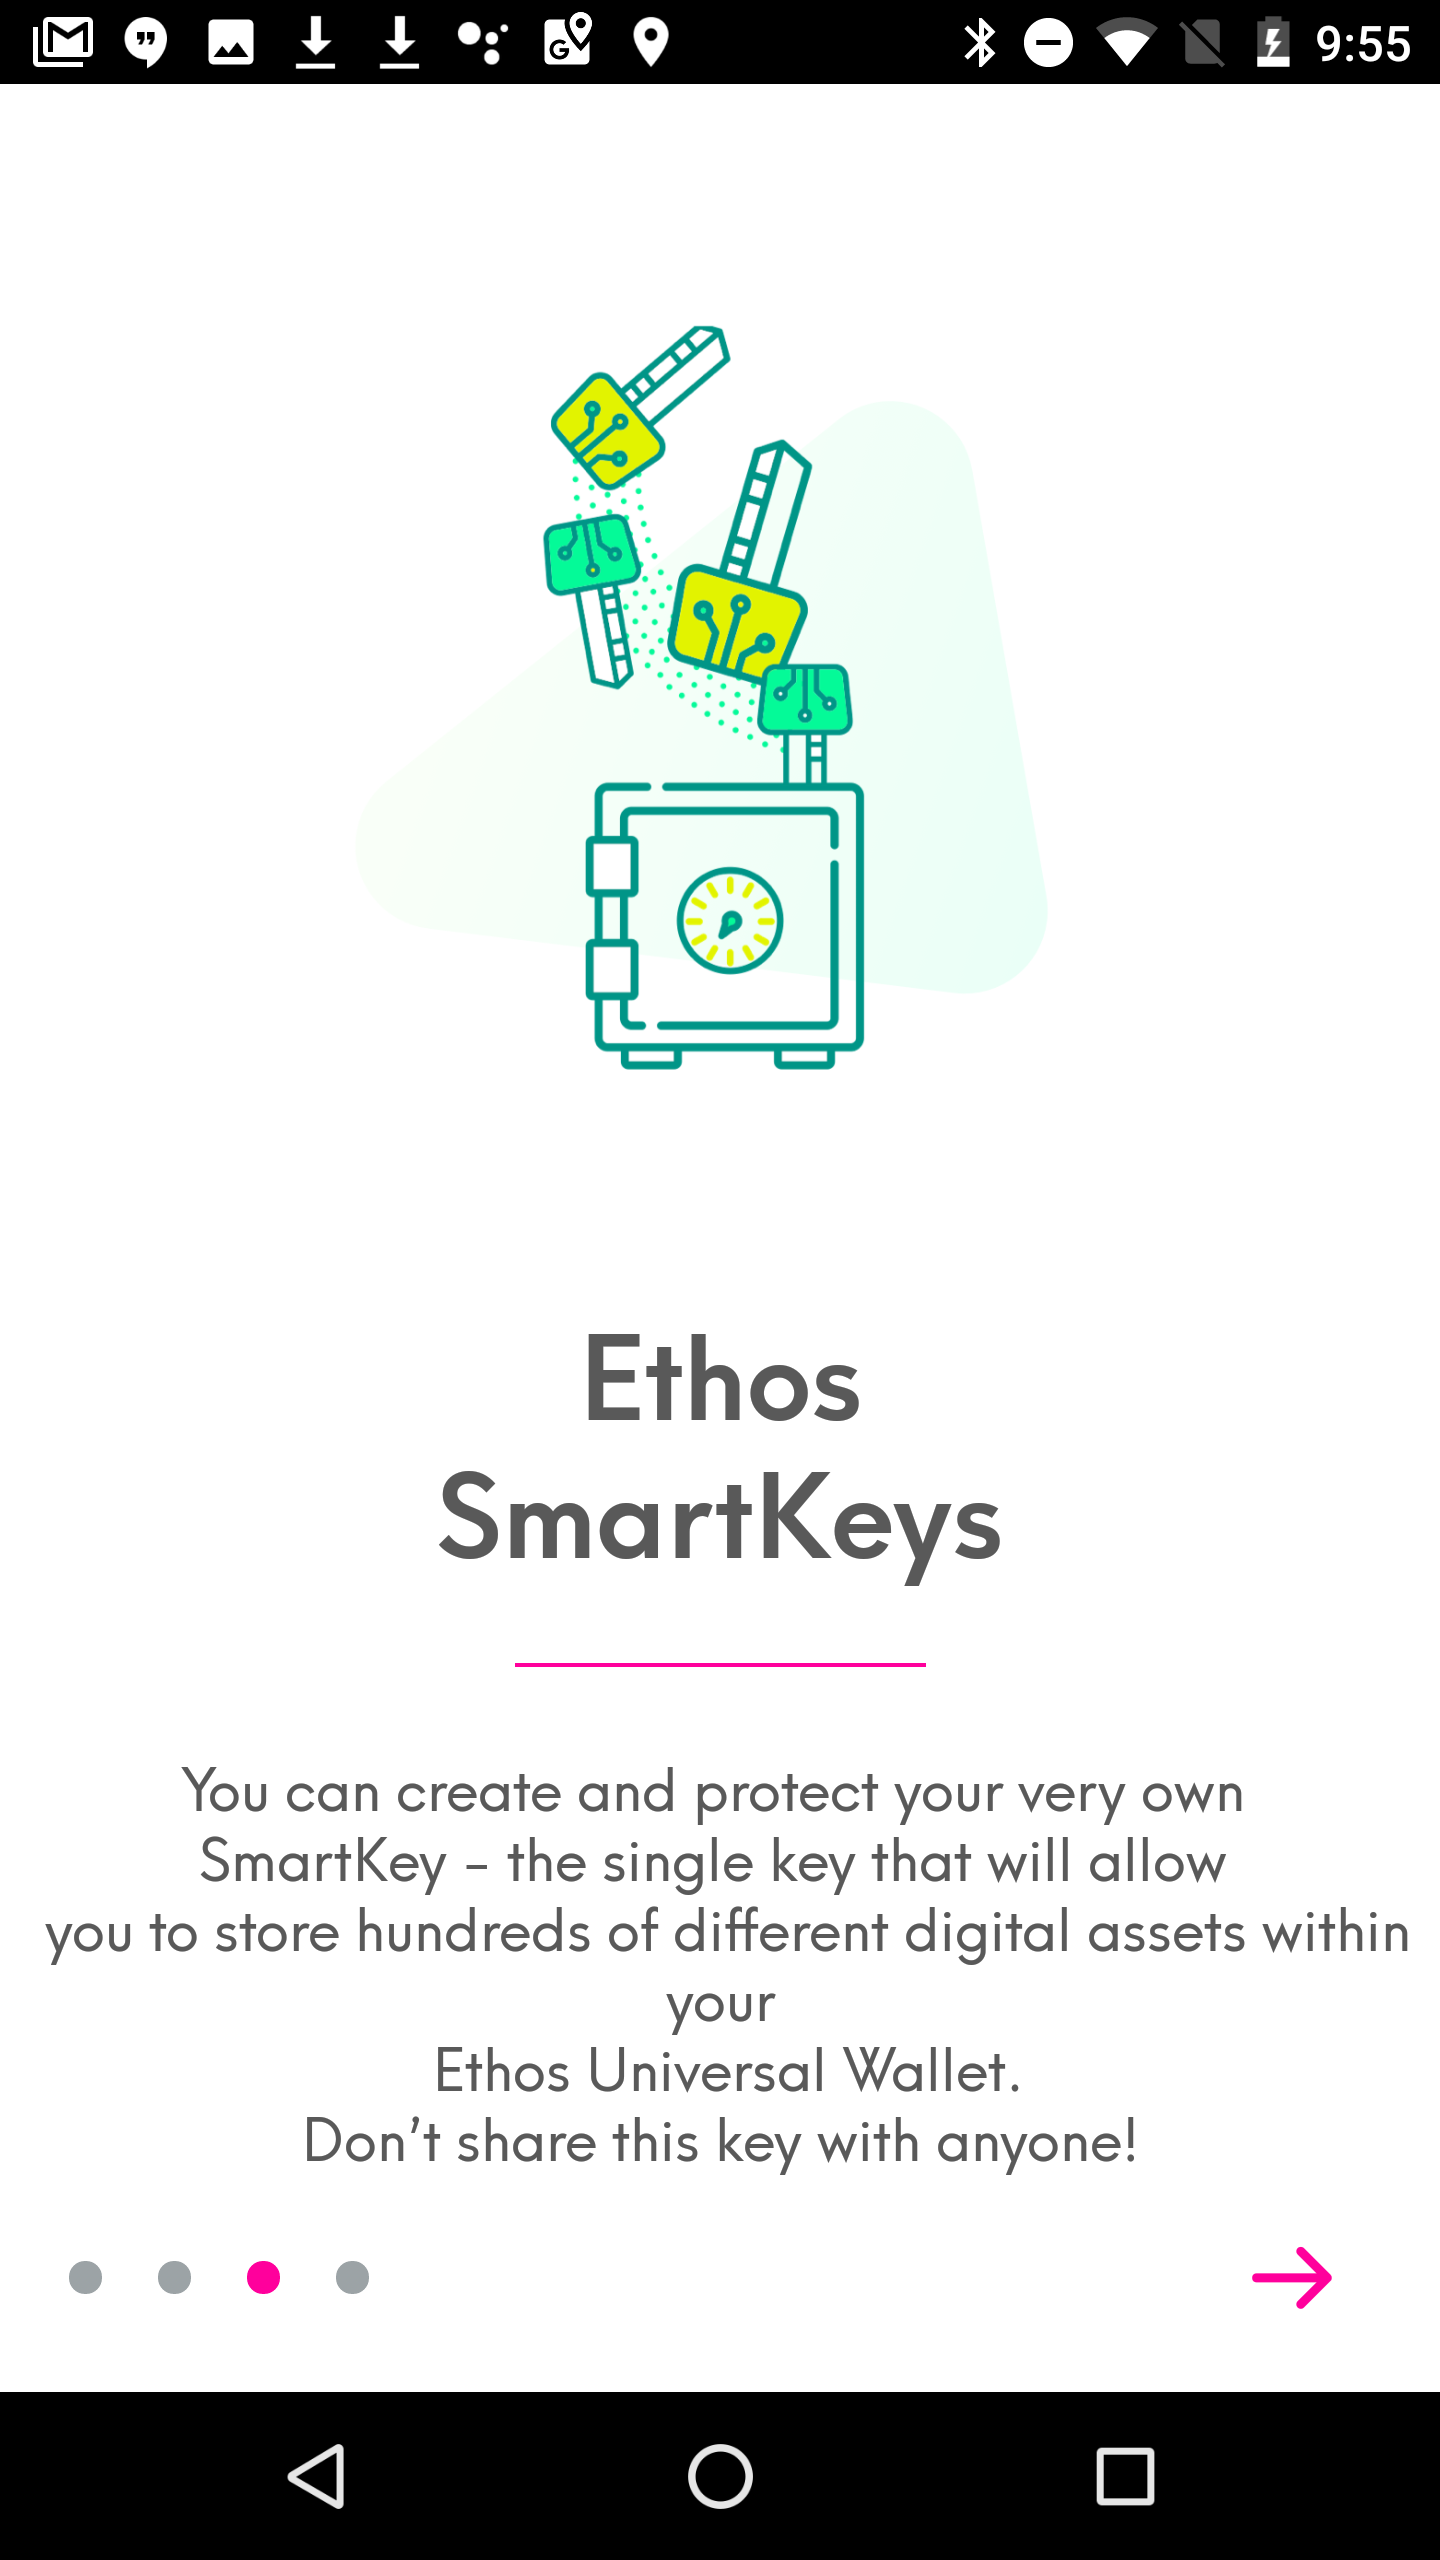 9:55
Ethos
SmartKeys
You can create and protect your very own
SmartKey - the single key that will allow
you to store hundreds of different digital assets within
your
Ethos Universal Wallet.
Don’t share this key with anyone!